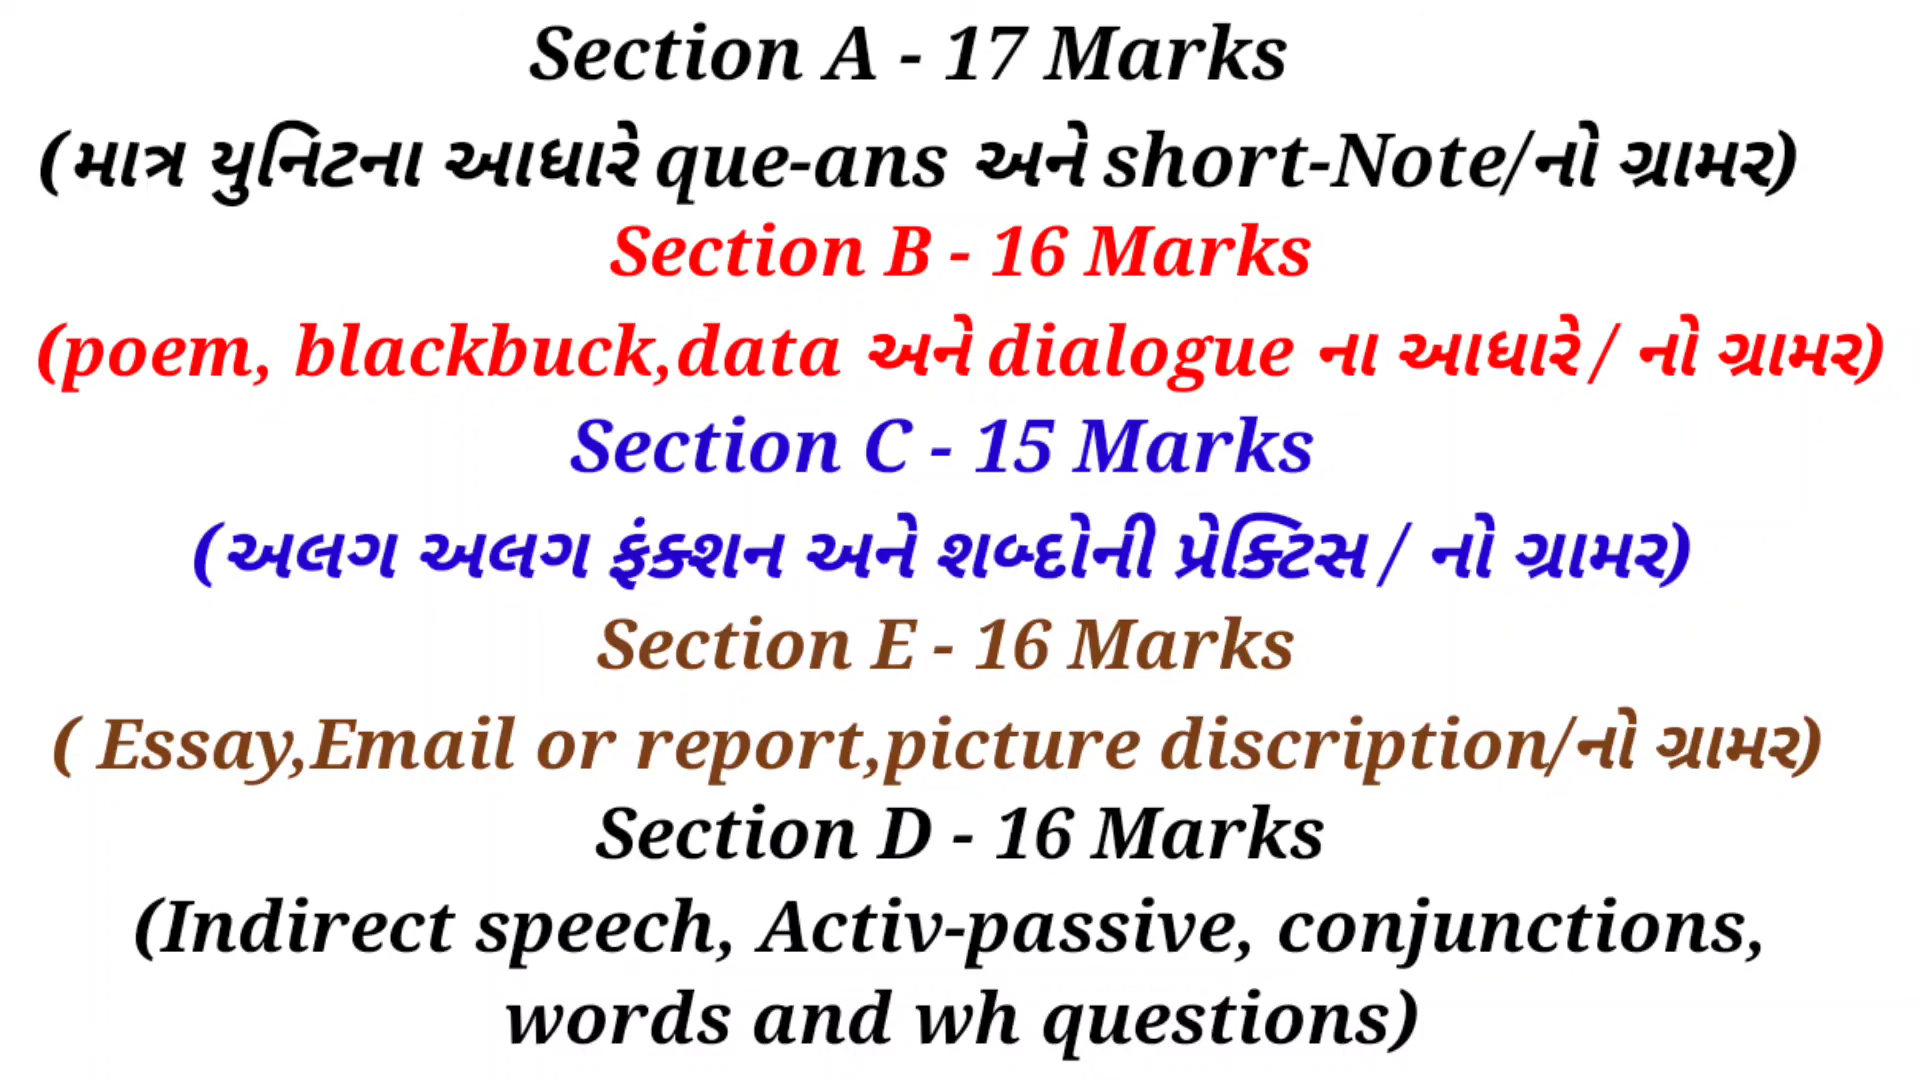 Section A - 17 Marks
(માત્ર યુનિટના આધારે que-ans અને short-Note/નો ગ્રામર)
Section B - 16 Marks
(poem, blackbuck,data અને dialogue ના આધારે/ નો ગ્રામર)
Section C - 15 Marks
(અલગ અલગ ફંક્શન અને શબ્દોની પ્રેક્ટિસ/ નો ગ્રામર)
Section E - 16 Marks
( Essay,Email or report,picture discription/નો ગ્રામર)
Section D - 16 Marks
(Indirect speech, Activ-passive, conjunctions,
words and wh questions)